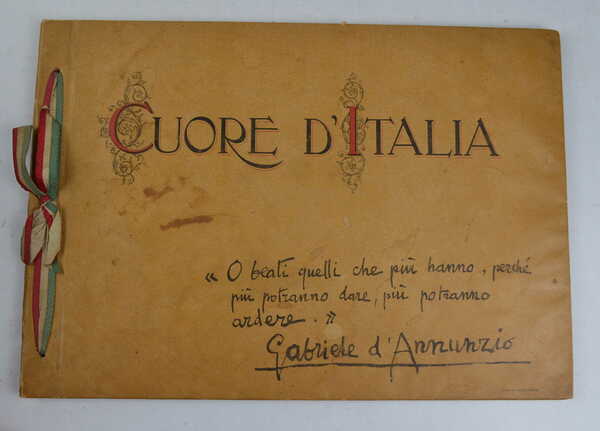 CUORE D'ITALIA
« O beati quelli che più hanno, perché
più potranno dare, più potranno
ardere. »
Gabriele d'Annunzio